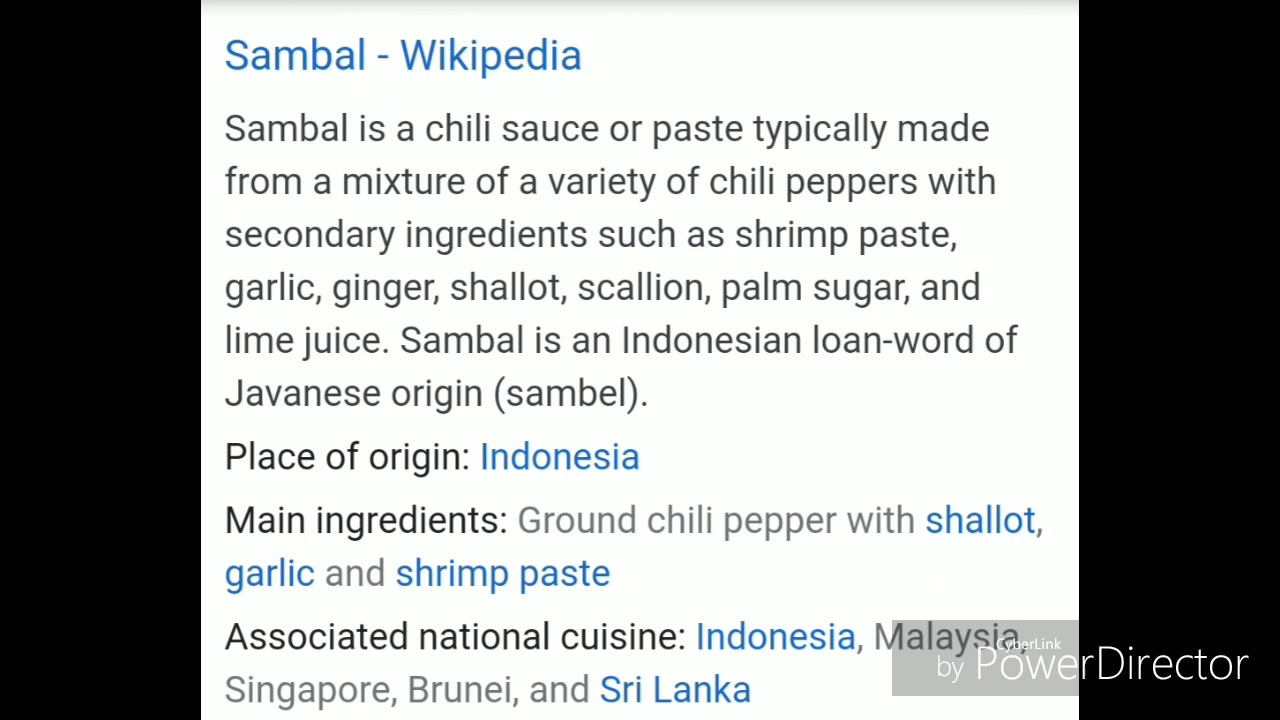 Sambal - Wikipedia
Sambal is a chili sauce or paste typically made
from a mixture of a variety of chili peppers with
secondary ingredients such as shrimp paste,
garlic, ginger, shallot, scallion, palm sugar, and
lime juice. Sambal is an Indonesian loan-word of
Javanese origin (sambel).
Place of origin: Indonesia
Main ingredients: Ground chili pepper with shallot,
garlic and shrimp paste
Associated national cuisine: Indonesia, Malaysia,
Singapore, Brunei, and Sri Lanka
CyberLink
by PowerDirector